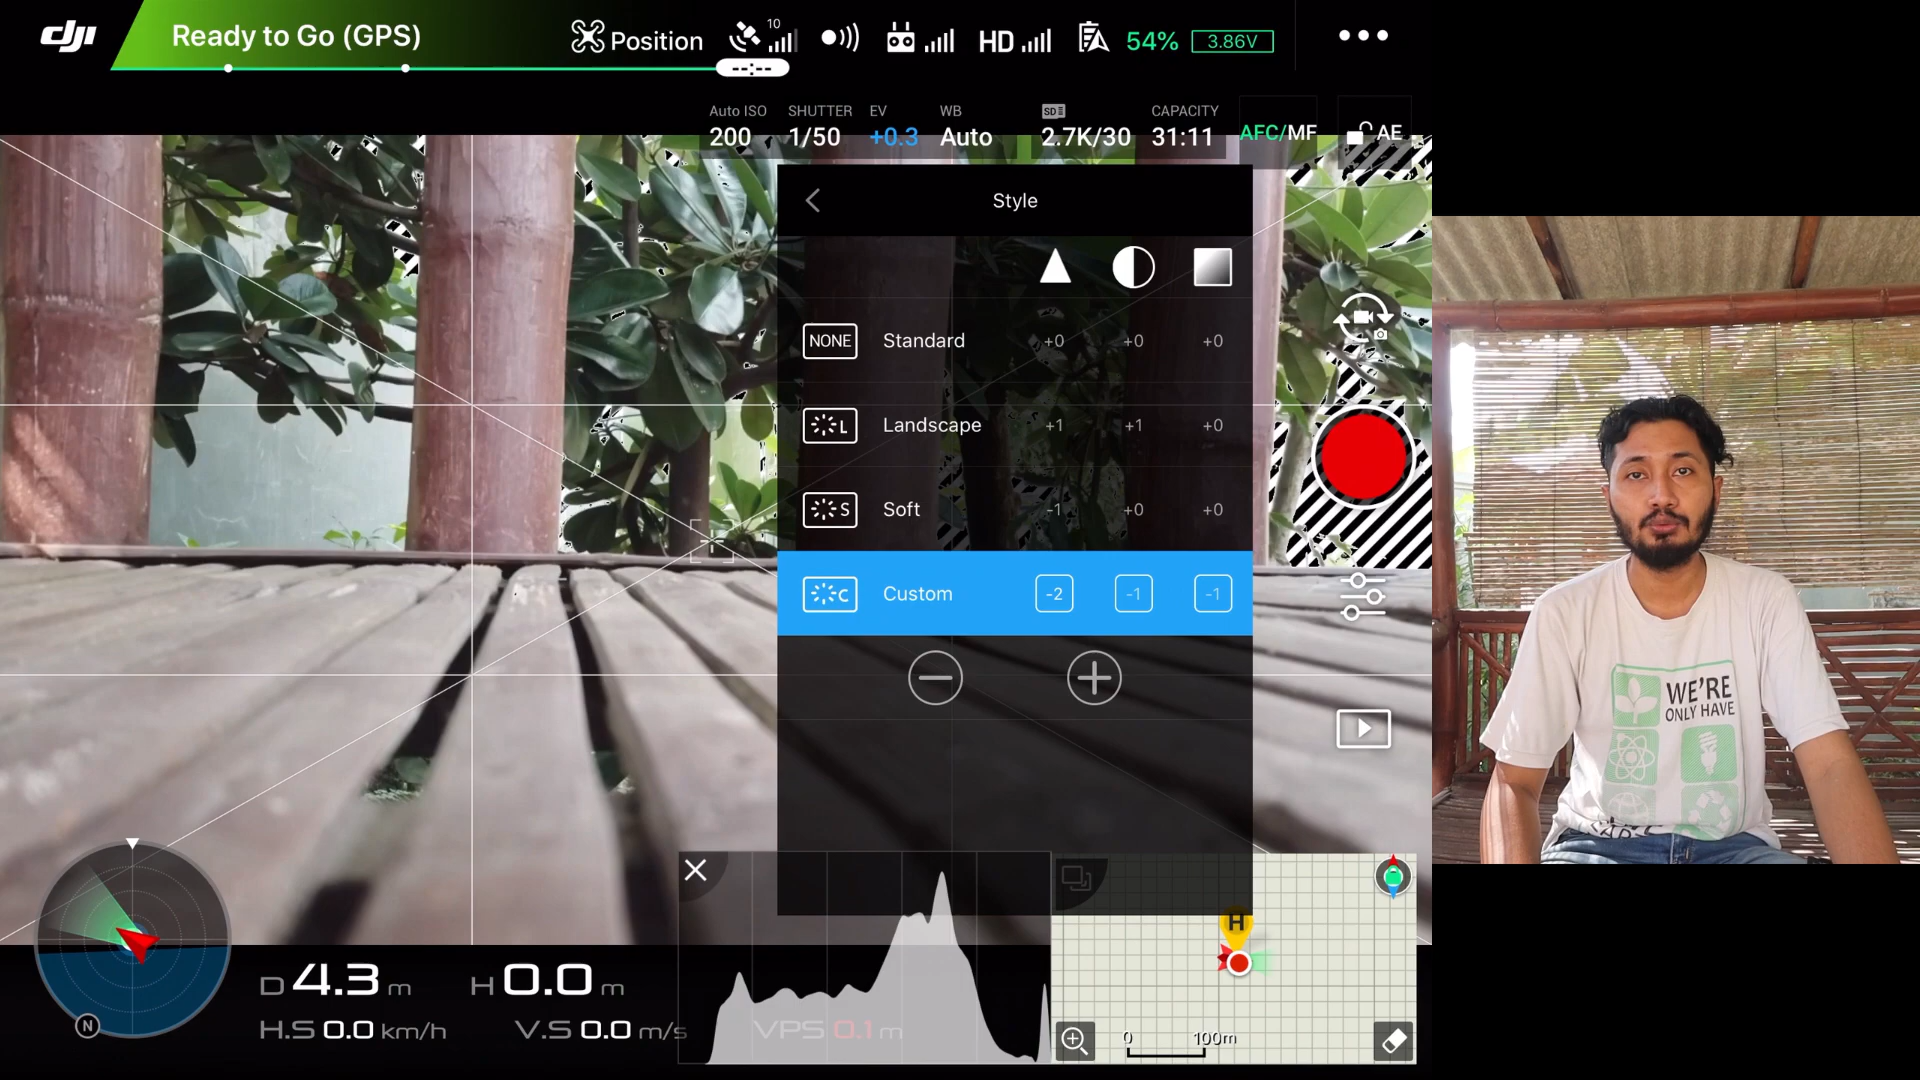 dji
Ready to Go (GPS)
Position
10
HD
54%
3.86V
--:--
Auto ISO
200
SHUTTER
1/50
EV
+0.3
WB
Auto
SD
2.7K/30
CAPACITY
31:11
AFC/MF
AE
Style
NONE Standard +0 +0 +0
L Landscape +1 +1 +0
S Soft -1 +0 +0
C Custom -2 -1 -1
WE'RE
ONLY HAVE
H
D 4.3 m
H 0.0 m
N
H.S 0.0 km/h
V.S 0.0 m/s
VPS 0.1 m
0
100m